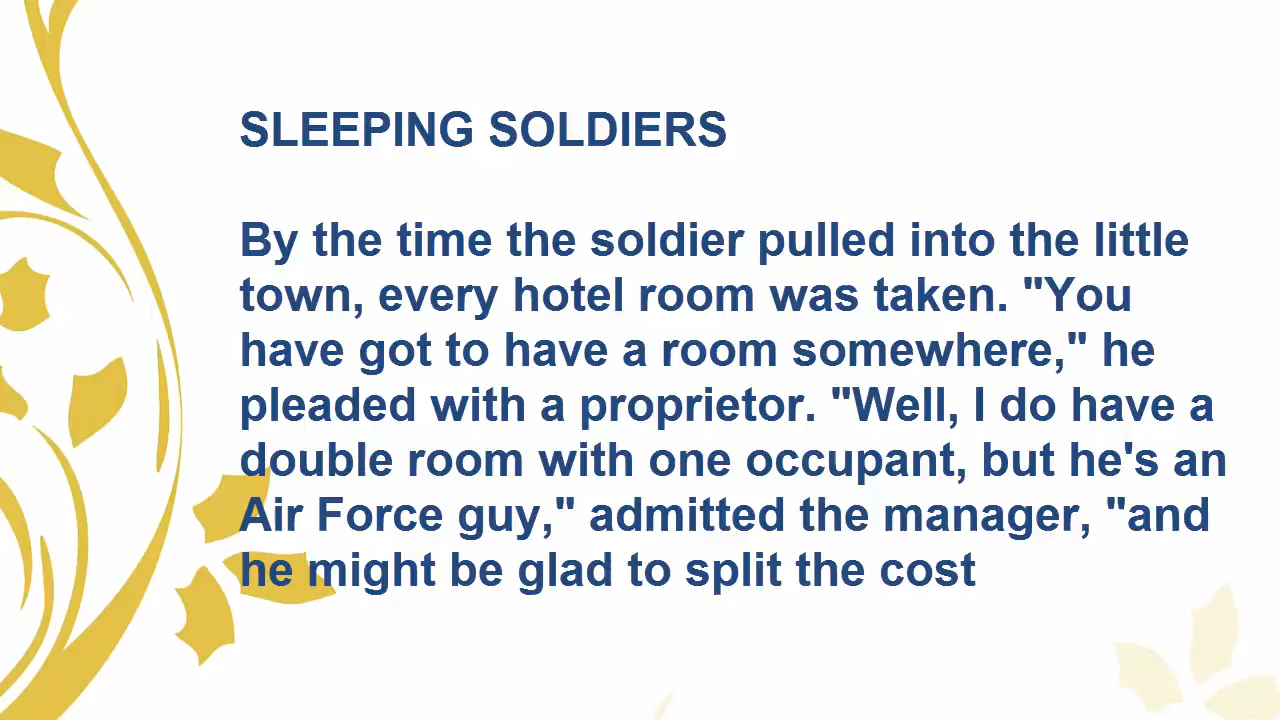 SLEEPING SOLDIERS
By the time the soldier pulled into the little
town, every hotel room was taken. "You
have got to have a room somewhere," he
pleaded with a proprietor. "Well, I do have a
double room with one occupant, but he's an
Air Force guy," admitted the manager, "and
he might be glad to split the cost